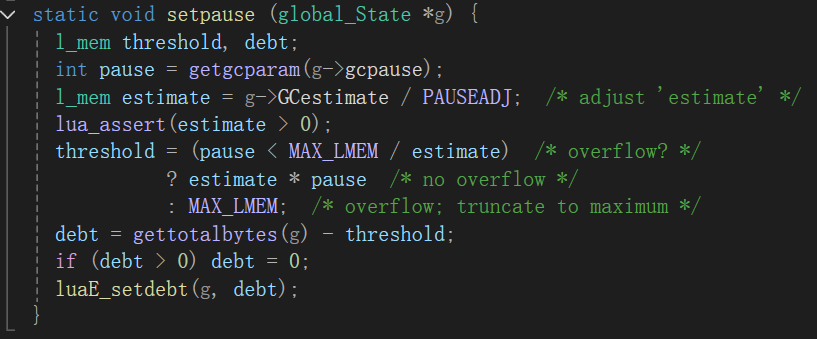 static void setpause (global_State *g) {
  l_mem threshold, debt;
  int pause = getgcparam(g->gcpause);
  l_mem estimate = g->GCestimate / PAUSEADJ;  /* adjust 'estimate' */
  lua_assert(estimate > 0);
  threshold = (pause < MAX_LMEM / estimate)  /* overflow? */
            ? estimate * pause  /* no overflow */
            : MAX_LMEM;  /* overflow; truncate to maximum */
  debt = gettotalbytes(g) - threshold;
  if (debt > 0) debt = 0;
  luaE_setdebt(g, debt);
}